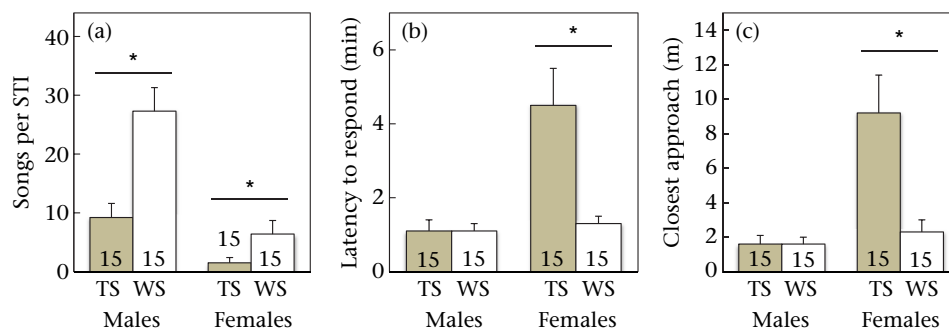 (a)
Songs per STI
40
30
20
10
0
*
*
15
15
15
15
TS WS TS WS
Males Females
(b)
Latency to respond (min)
6
4
2
0
*
15
15
15
15
TS WS TS WS
Males Females
(c)
Closest approach (m)
14
12
10
8
6
4
2
0
*
15
15
15
15
TS WS TS WS
Males Females